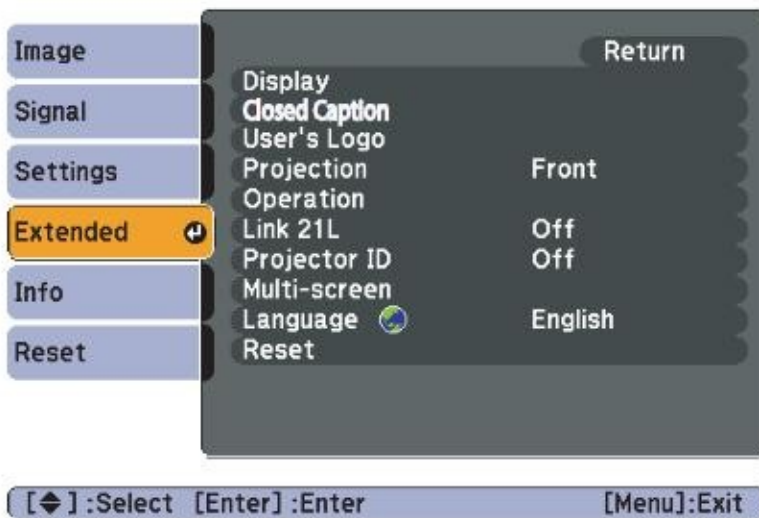 Image
Signal
Settings
Extended
Info
Reset
Return
Display
Closed Caption
User's Logo
Projection Front
Operation
Link 21L Off
Projector ID Off
Multi-screen
Language English
Reset
[◆]:Select [Enter]:Enter [Menu]:Exit